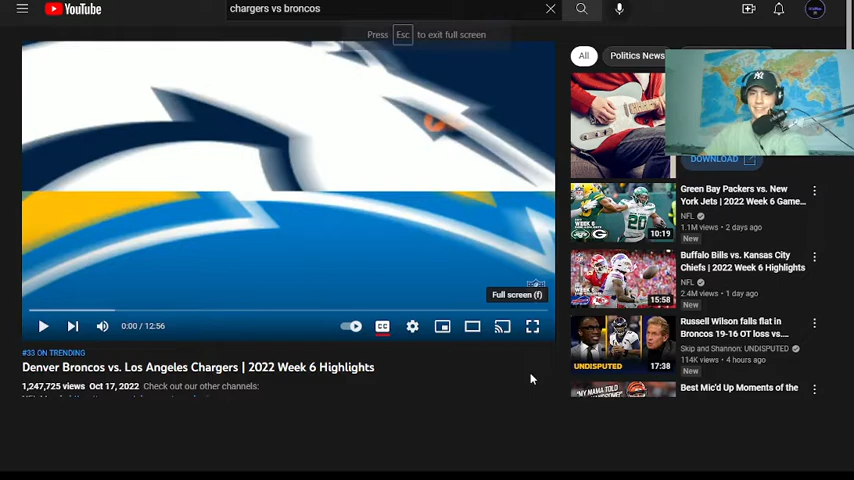 YouTube
chargers vs broncos
Press Esc to exit full screen
All
Politics News
DOWNLOAD
Full screen (f)
0:00 / 12:56
CC
#33 ON TRENDING
Denver Broncos vs. Los Angeles Chargers | 2022 Week 6 Highlights
1,247,725 views Oct 17, 2022 Check out our other channels:
10:19
Green Bay Packers vs. New
York Jets | 2022 Week 6 Game...
NFL
1.1M views • 2 days ago
New
15:58
Buffalo Bills vs. Kansas City
Chiefs | 2022 Week 6 Highlights
NFL
2.4M views • 1 day ago
New
UNDISPUTED
17:38
Russell Wilson falls flat in
Broncos 19-16 OT loss vs....
Skip and Shannon: UNDISPUTED
114K views • 4 hours ago
New
"MY MAMA TOLD
Best Mic'd Up Moments of the